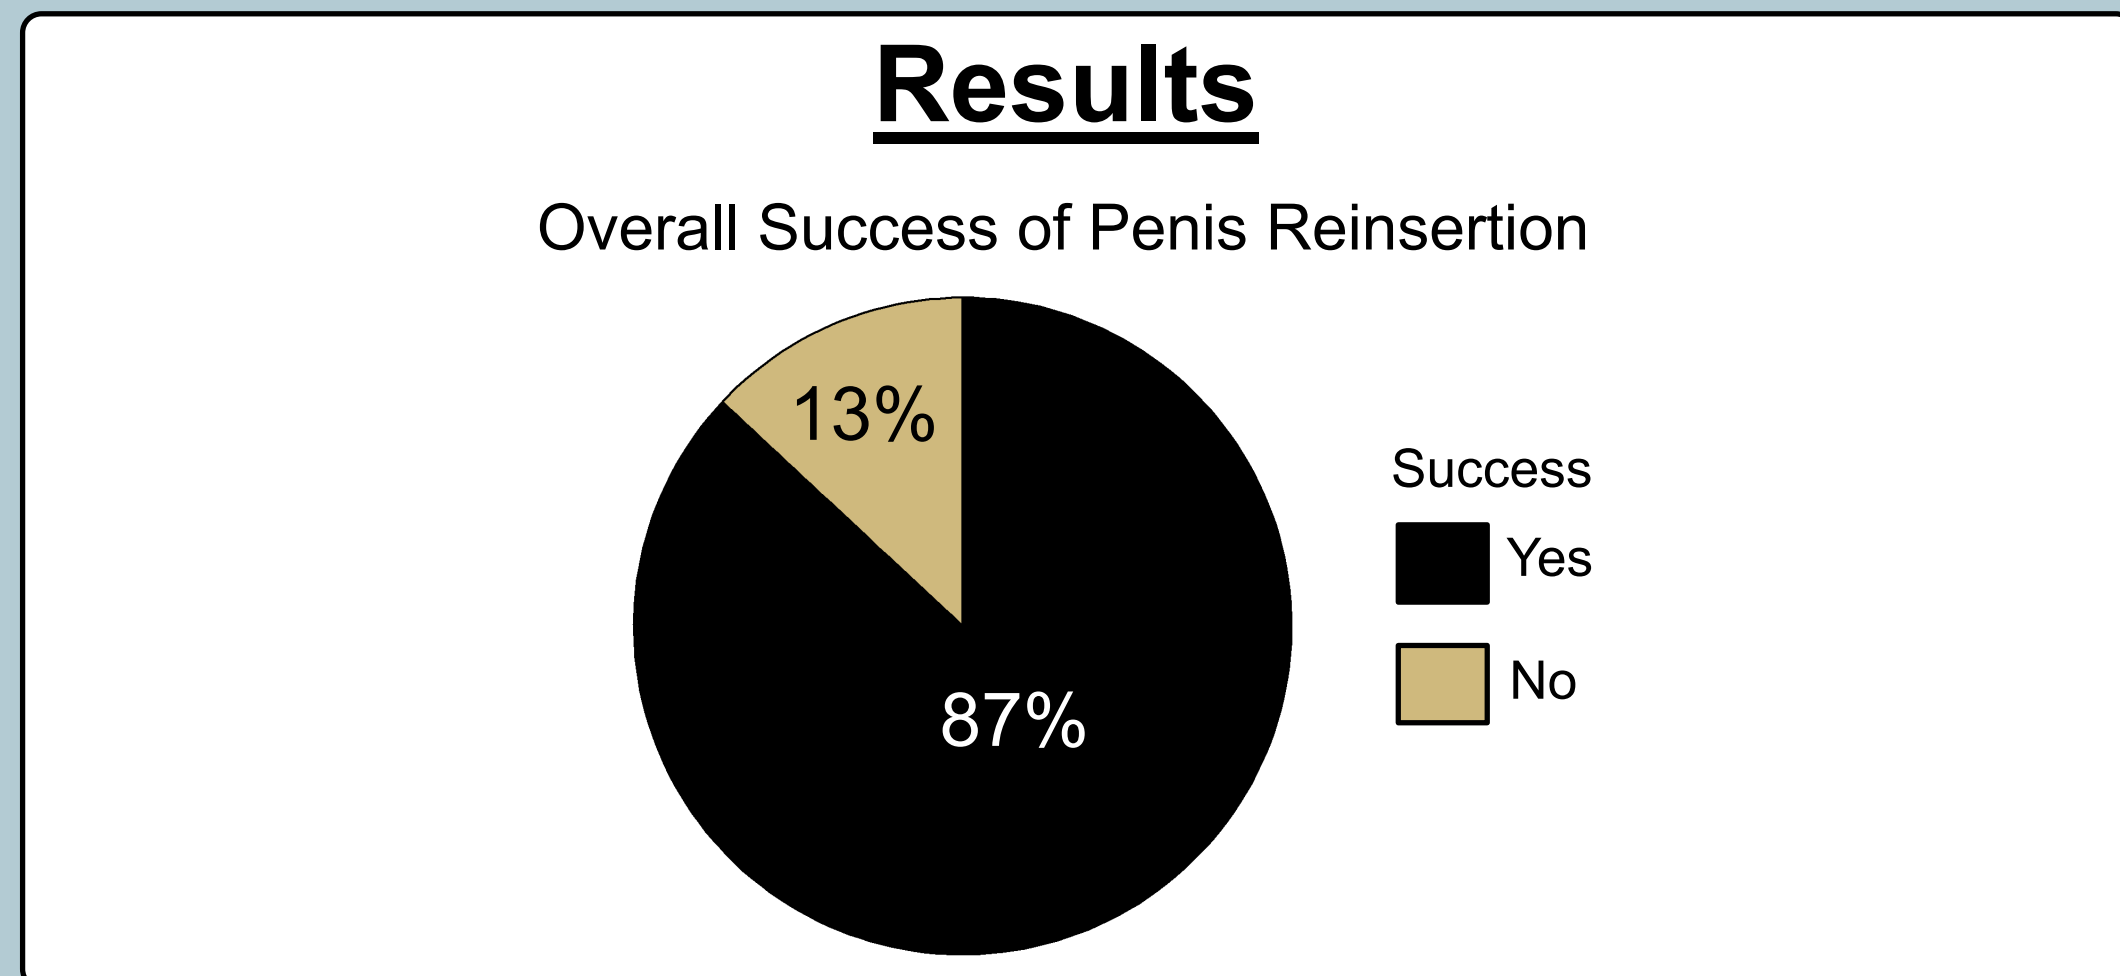 Results
Overall Success of Penis Reinsertion
13%
87%
Success
Yes
No